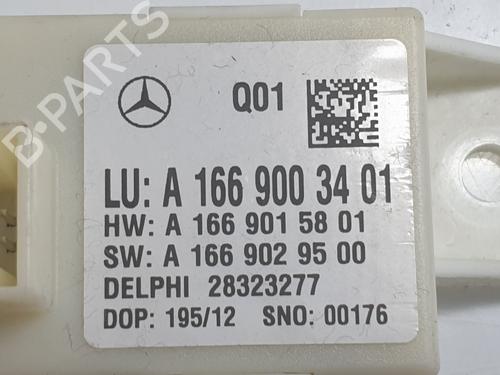 Q01
LU: A 166 900 34 01
HW: A 166 901 58 01
SW: A 166 902 95 00
DELPHI 28323277
DOP: 195/12 SNO: 00176